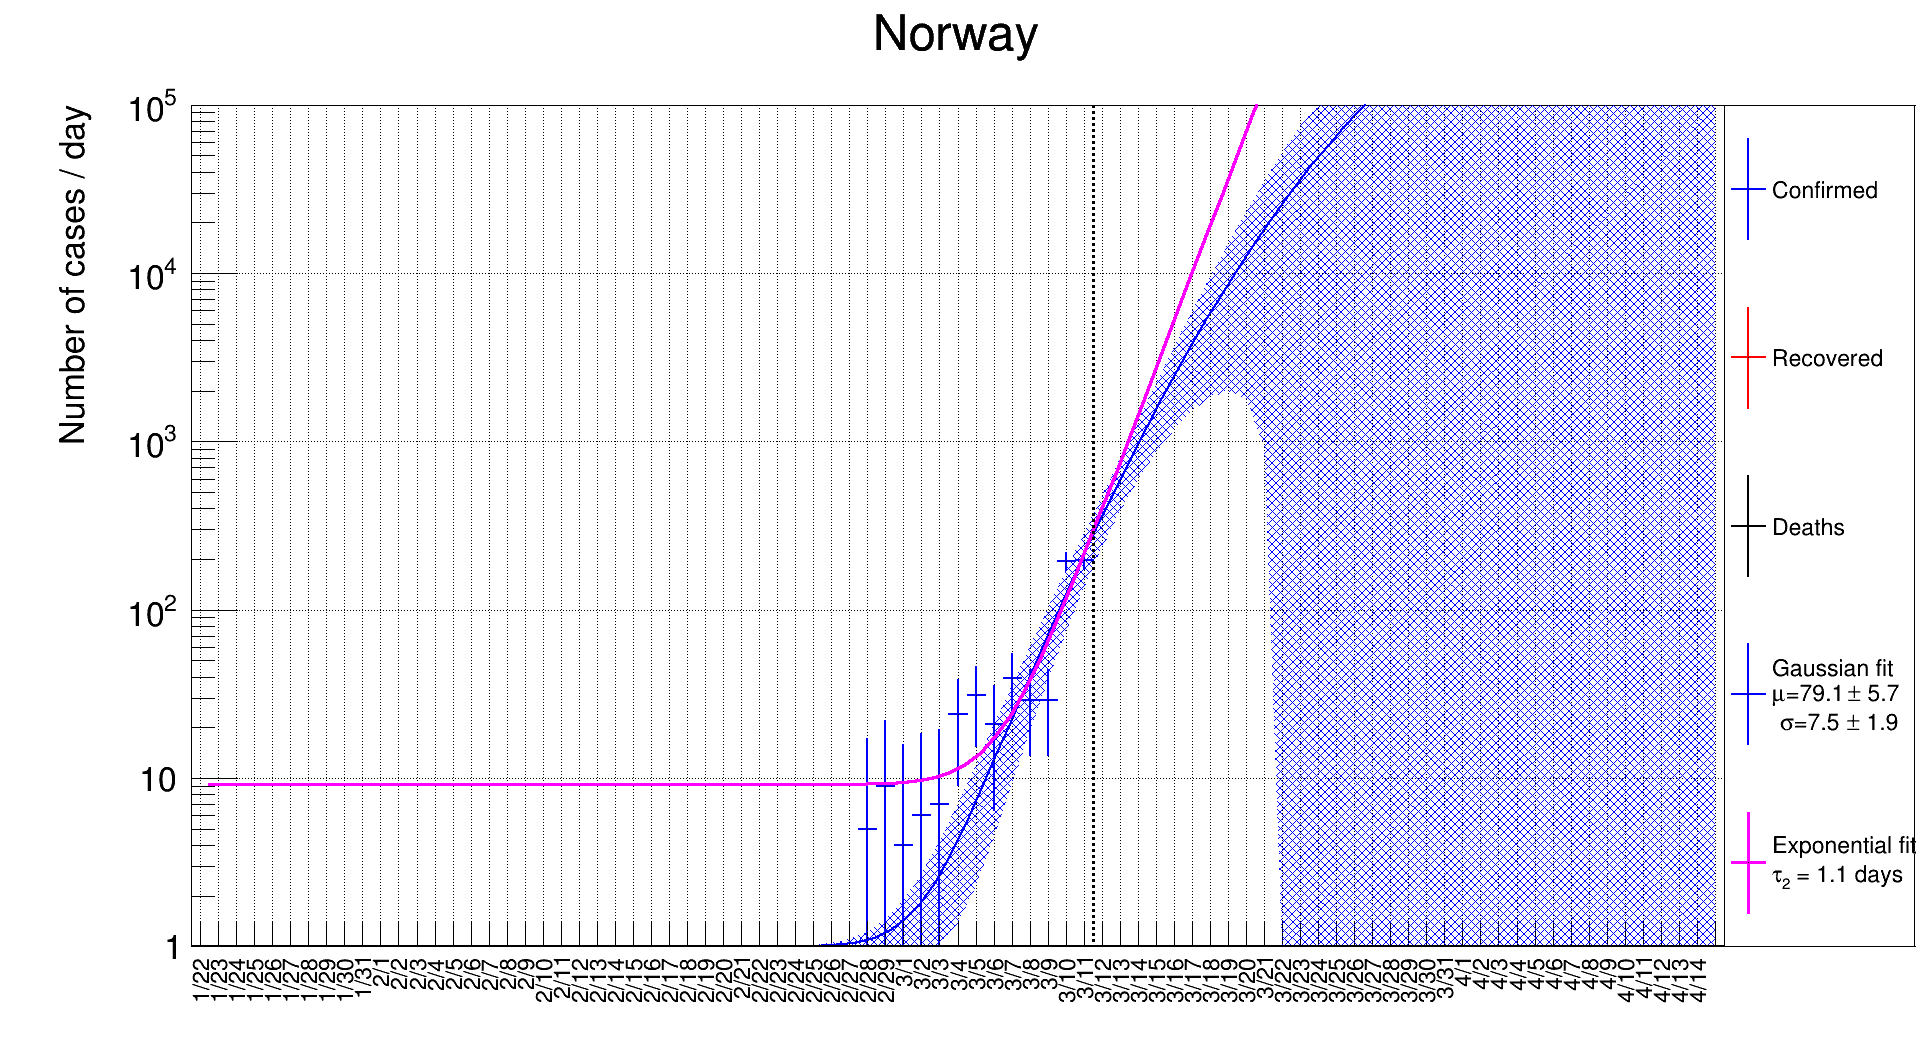 Norway
Number of cases / day
10^5
10^4
10^3
10^2
10
1
1/22 1/23 1/24 1/25 1/26 1/27 1/28 1/29 1/30 1/31 2/1 2/2 2/3 2/4 2/5 2/6 2/7 2/8 2/9 2/10 2/11 2/12 2/13 2/14 2/15 2/16 2/17 2/18 2/19 2/20 2/21 2/22 2/23 2/24 2/25 2/26 2/27 2/28 2/29 3/1 3/2 3/3 3/4 3/5 3/6 3/7 3/8 3/9 3/10 3/11 3/12 3/13 3/14 3/15 3/16 3/17 3/18 3/19 3/20 3/21 3/22 3/23 3/24 3/25 3/26 3/27 3/28 3/29 3/30 3/31 4/1 4/2 4/3 4/4 4/5 4/6 4/7 4/8 4/9 4/10 4/11 4/12 4/13 4/14
Confirmed
Recovered
Deaths
Gaussian fit
μ=79.1 ± 5.7
σ=7.5 ± 1.9
Exponential fit
τ₂ = 1.1 days